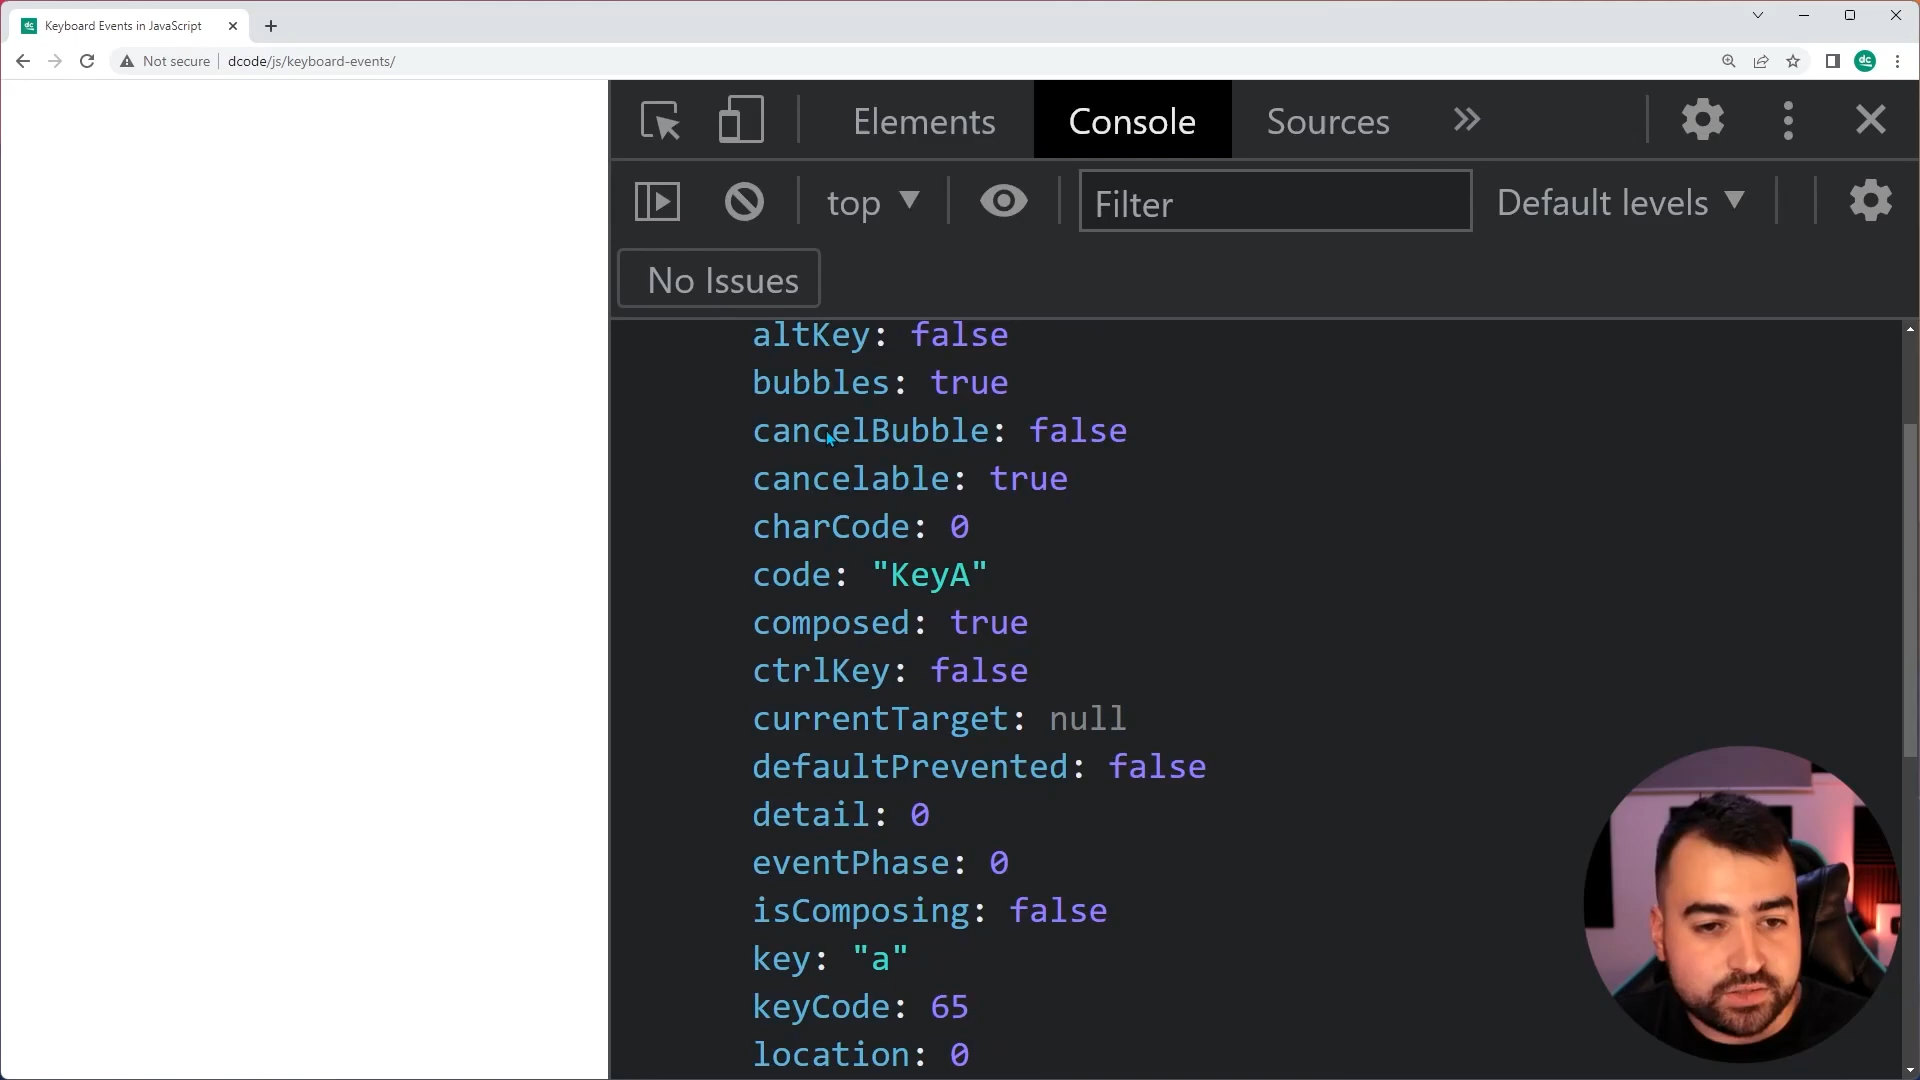 Keyboard Events in JavaScript
Not secure dcode/js/keyboard-events/
dc
Elements Console Sources
top Filter Default levels
No Issues
altKey: false
bubbles: true
cancelBubble: false
cancelable: true
charCode: 0
code: "KeyA"
composed: true
ctrlKey: false
currentTarget: null
defaultPrevented: false
detail: 0
eventPhase: 0
isComposing: false
key: "a"
keyCode: 65
location: 0